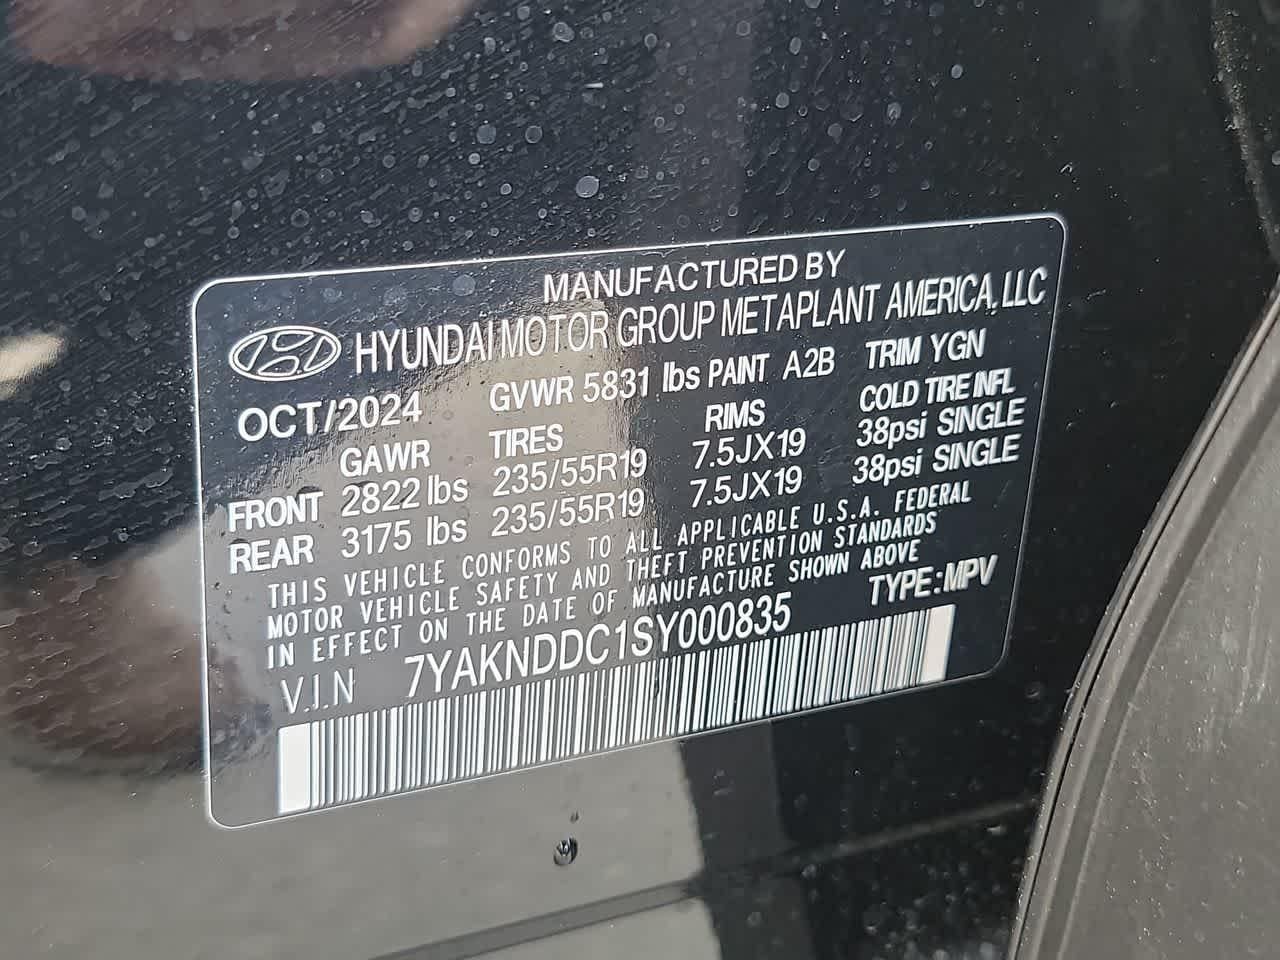 MANUFACTURED BY
HYUNDAI MOTOR GROUP METAPLANT AMERICA, LLC
OCT/2024 GVWR 5831 lbs PAINT A2B TRIM YGN
GAWR TIRES RIMS COLD TIRE INFL
FRONT 2822 lbs 235/55R19 7.5JX19 38psi SINGLE
REAR 3175 lbs 235/55R19 7.5JX19 38psi SINGLE
THIS VEHICLE CONFORMS TO ALL APPLICABLE U.S.A. FEDERAL
MOTOR VEHICLE SAFETY AND THEFT PREVENTION STANDARDS
IN EFFECT ON THE DATE OF MANUFACTURE SHOWN ABOVE
V.I.N 7YAKNDDC1SY000835 TYPE:MPV